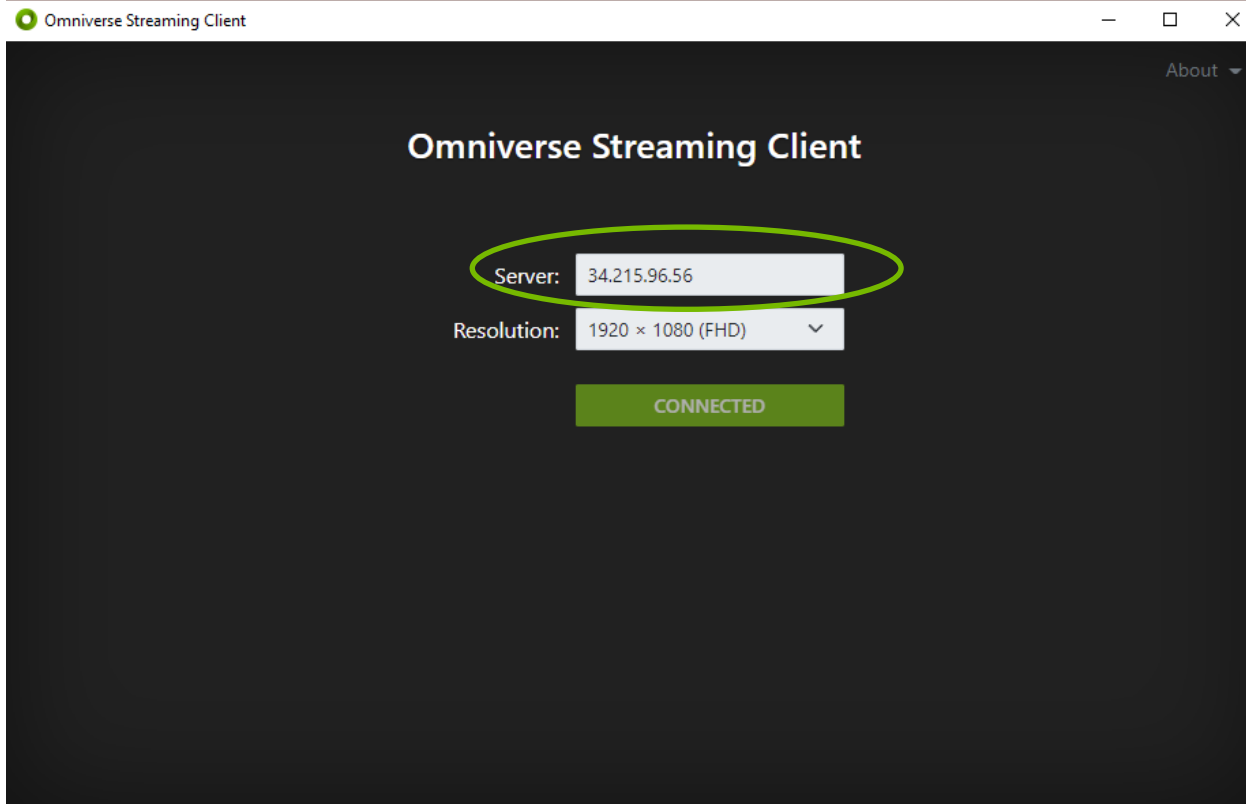 Omniverse Streaming Client
About
Omniverse Streaming Client
Server: 34.215.96.56
Resolution: 1920 × 1080 (FHD)
CONNECTED